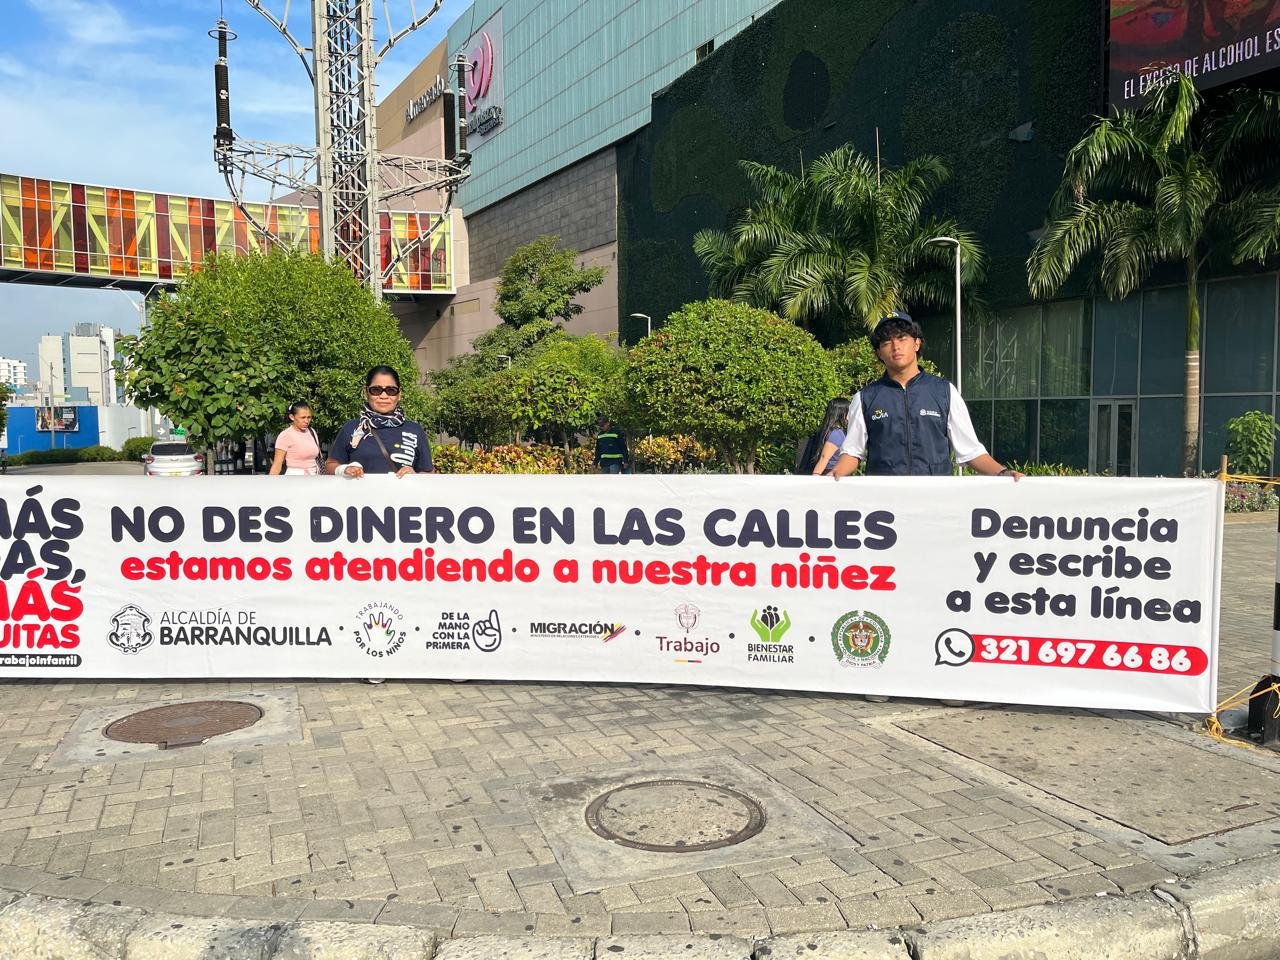 EL EXCESO DE ALCOHOL ES
MÁS
MÁS
UITAS
rabajoInfantil
NO DES DINERO EN LAS CALLES
estamos atendiendo a nuestra niñez
ALCALDÍA DE
BARRANQUILLA
TRABAJANDO
POR LOS NIÑOS
DE LA
MANO
CON LA
PRIMERA
MIGRACIÓN
Trabajo
BIENESTAR
FAMILIAR
Denuncia
y escribe
a esta línea
321 697 66 86